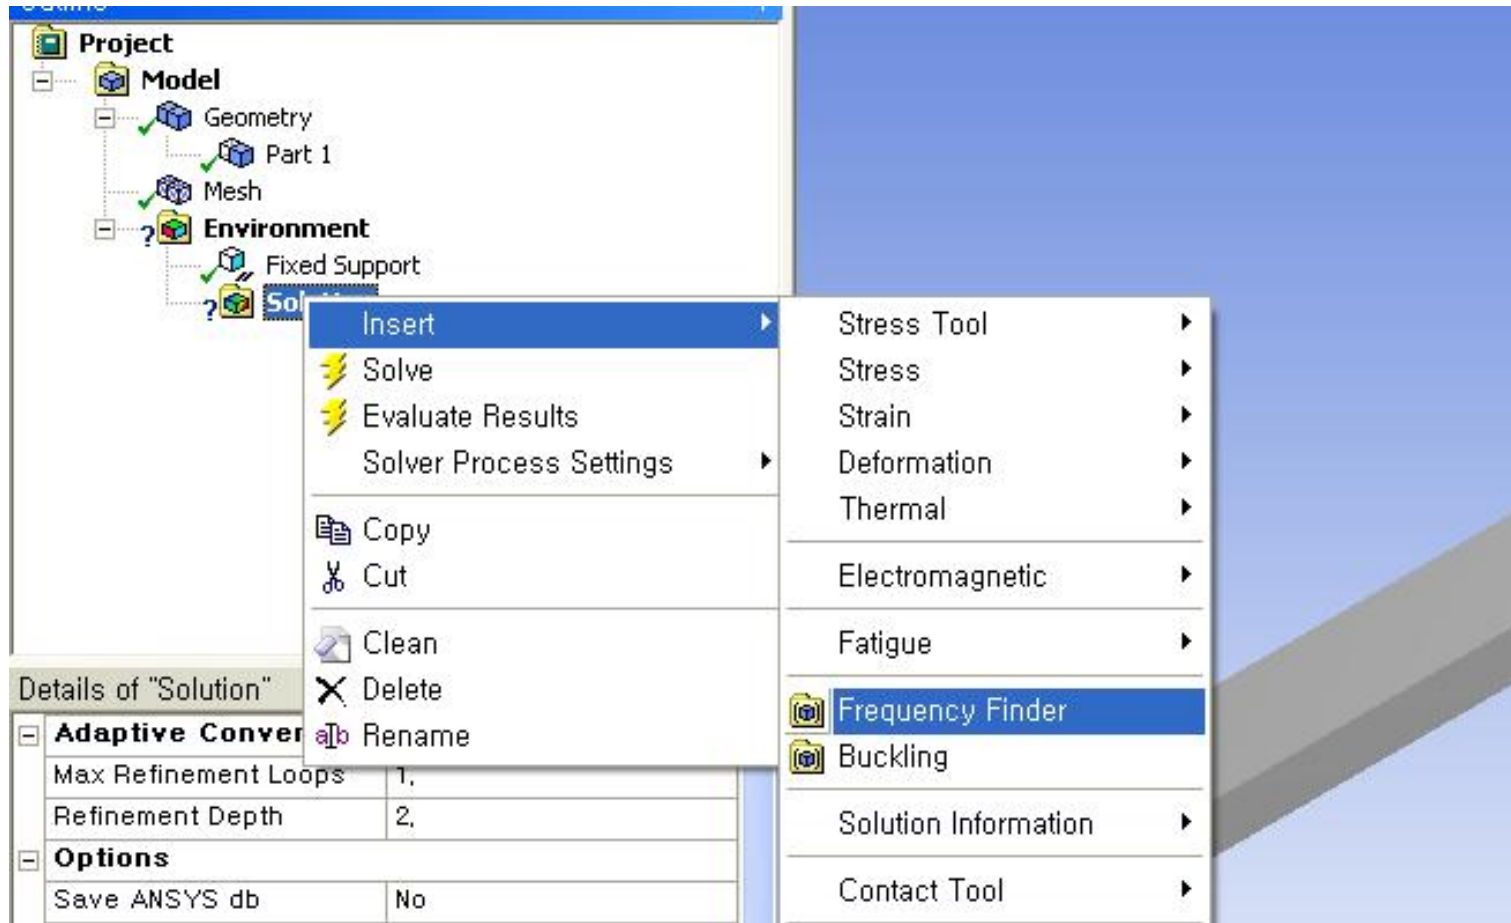 Outline
Project
Model
Geometry
Part 1
Mesh
Environment
Fixed Support
Insert
Solve
Evaluate Results
Solver Process Settings
Copy
Cut
Clean
Delete
Rename
Stress Tool
Stress
Strain
Deformation
Thermal
Electromagnetic
Fatigue
Frequency Finder
Buckling
Solution Information
Contact Tool
Details of "Solution"
Adaptive Conver
Max Refinement Loops 1,
Refinement Depth 2,
Options
Save ANSYS db No